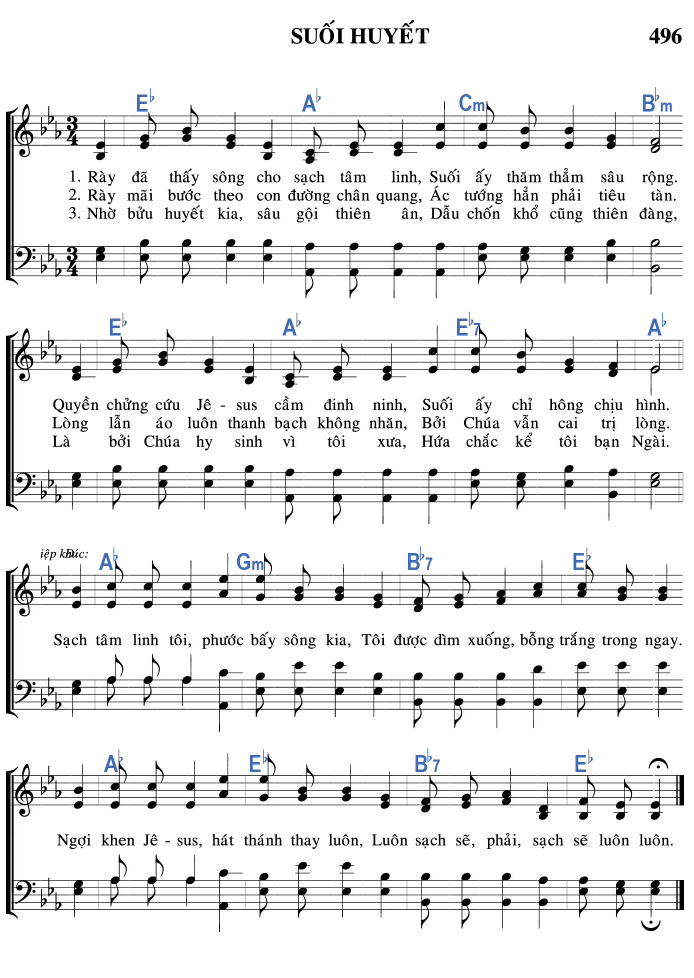 SUỐI HUYẾT 496
E♭ A♭ Cm B♭m
1. Rày đã thấy sông cho sạch tâm linh, Suối ấy thăm thẳm sâu rộng.
2. Rày mãi bước theo con đường chân quang, Ác tướng hẳn phải tiêu tàn.
3. Nhờ bửu huyết kia, sâu gội thiên ân, Dẫu chốn khổ cũng thiên đàng,
E♭ A♭ E♭7 A♭
Quyền chửng cứu Jê - sus cầm đinh ninh, Suối ấy chỉ hông chịu hình.
Lòng lẫn áo luôn thanh bạch không nhăn, Bởi Chúa vẫn cai trị lòng.
Là bởi Chúa hy sinh vì tôi xưa, Hứa chắc kể tôi bạn Ngài.
A♭ Gm B♭7 E♭
Sạch tâm linh tôi, phước bấy sông kia, Tôi được dìm xuống, bỗng trắng trong ngay.
A♭ E♭ B♭7 E♭
Ngợi khen Jê - sus, hát thánh thay luôn, Luôn sạch sẽ, phải, sạch sẽ luôn luôn.